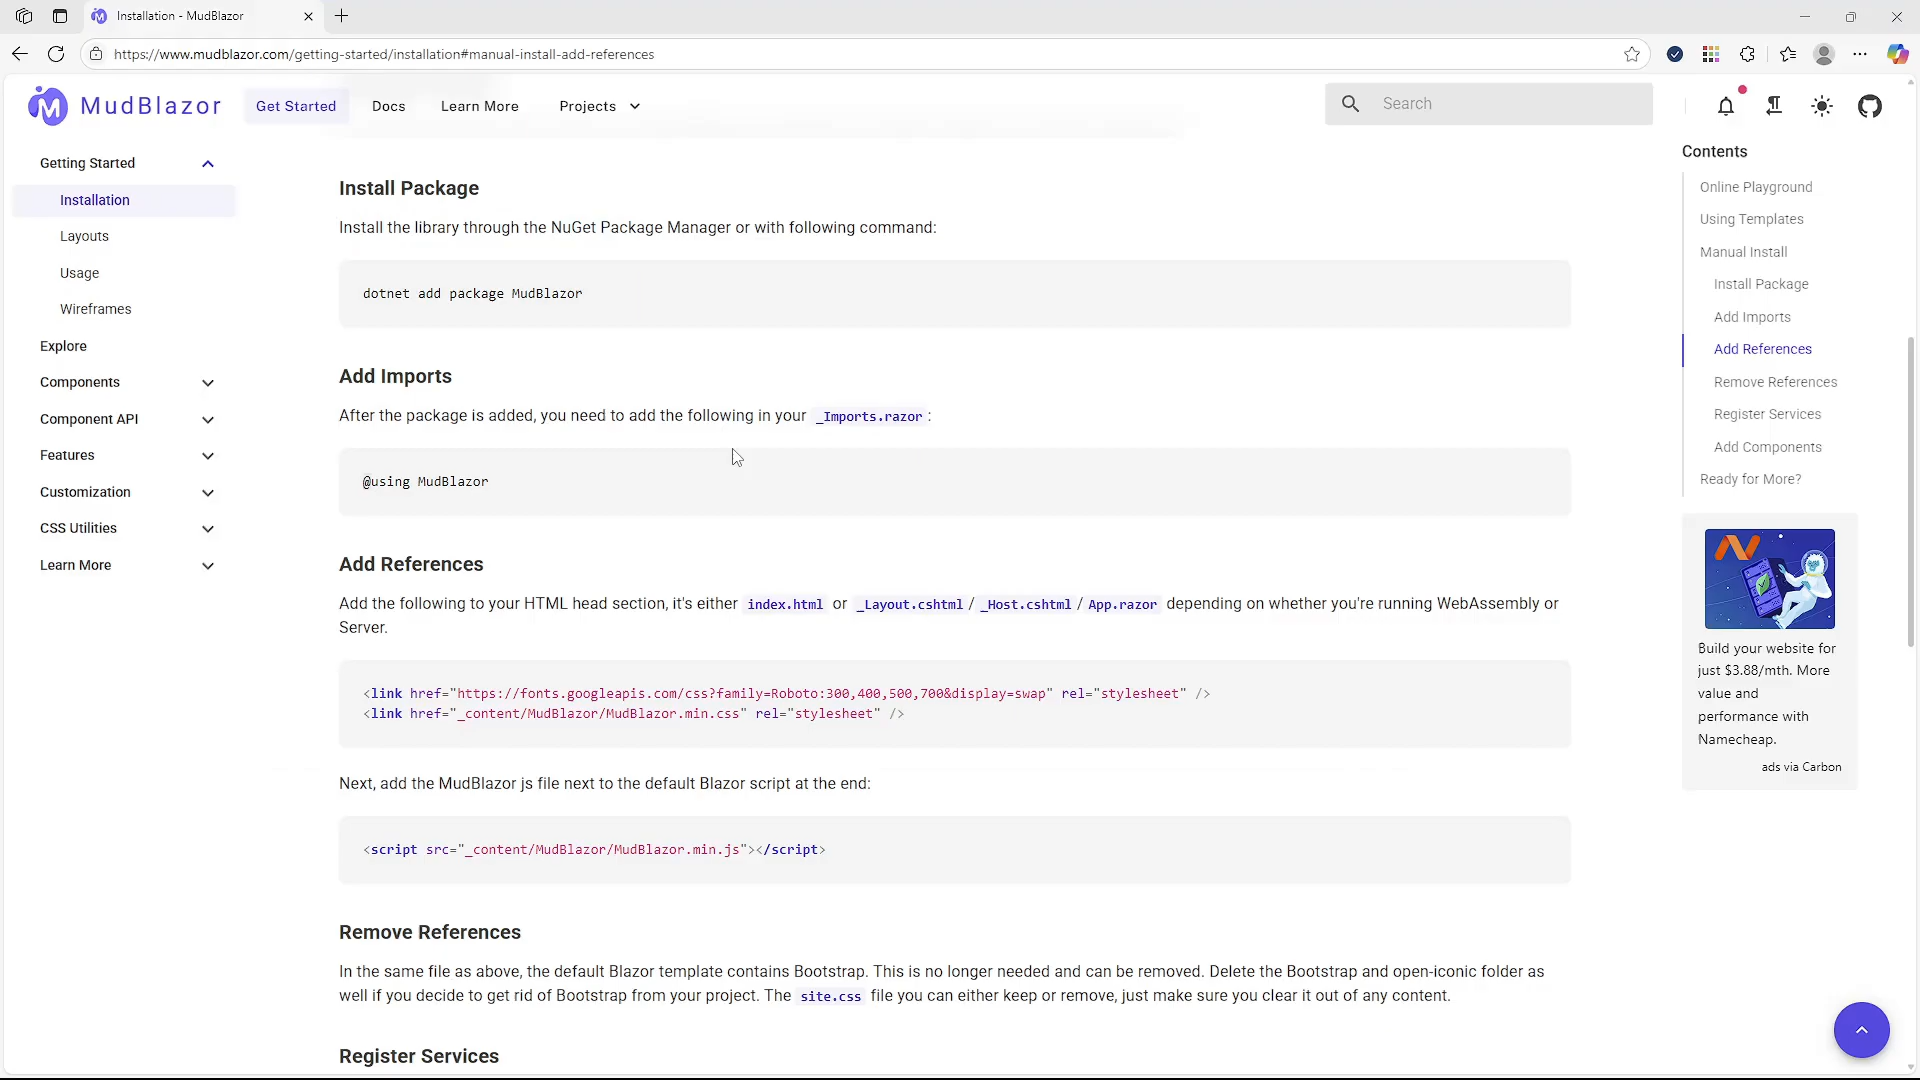 Installation - MudBlazor
https://www.mudblazor.com/getting-started/installation#manual-install-add-references
MudBlazor
Get Started
Docs
Learn More
Projects
Search
Getting Started
Installation
Layouts
Usage
Wireframes
Explore
Components
Component API
Features
Customization
CSS Utilities
Learn More
Install Package
Install the library through the NuGet Package Manager or with following command:
dotnet add package MudBlazor
Add Imports
After the package is added, you need to add the following in your _Imports.razor :
@using MudBlazor
Add References
Add the following to your HTML head section, it's either index.html or _Layout.cshtml / _Host.cshtml / App.razor depending on whether you're running WebAssembly or
Server.
<link href="https://fonts.googleapis.com/css?family=Roboto:300,400,500,700&display=swap" rel="stylesheet" />
<link href="_content/MudBlazor/MudBlazor.min.css" rel="stylesheet" />
Next, add the MudBlazor js file next to the default Blazor script at the end:
<script src="_content/MudBlazor/MudBlazor.min.js"></script>
Remove References
In the same file as above, the default Blazor template contains Bootstrap. This is no longer needed and can be removed. Delete the Bootstrap and open-iconic folder as
well if you decide to get rid of Bootstrap from your project. The site.css file you can either keep or remove, just make sure you clear it out of any content.
Register Services
Contents
Online Playground
Using Templates
Manual Install
Install Package
Add Imports
Add References
Remove References
Register Services
Add Components
Ready for More?
Build your website for
just $3.88/mth. More
value and
performance with
Namecheap.
ads via Carbon